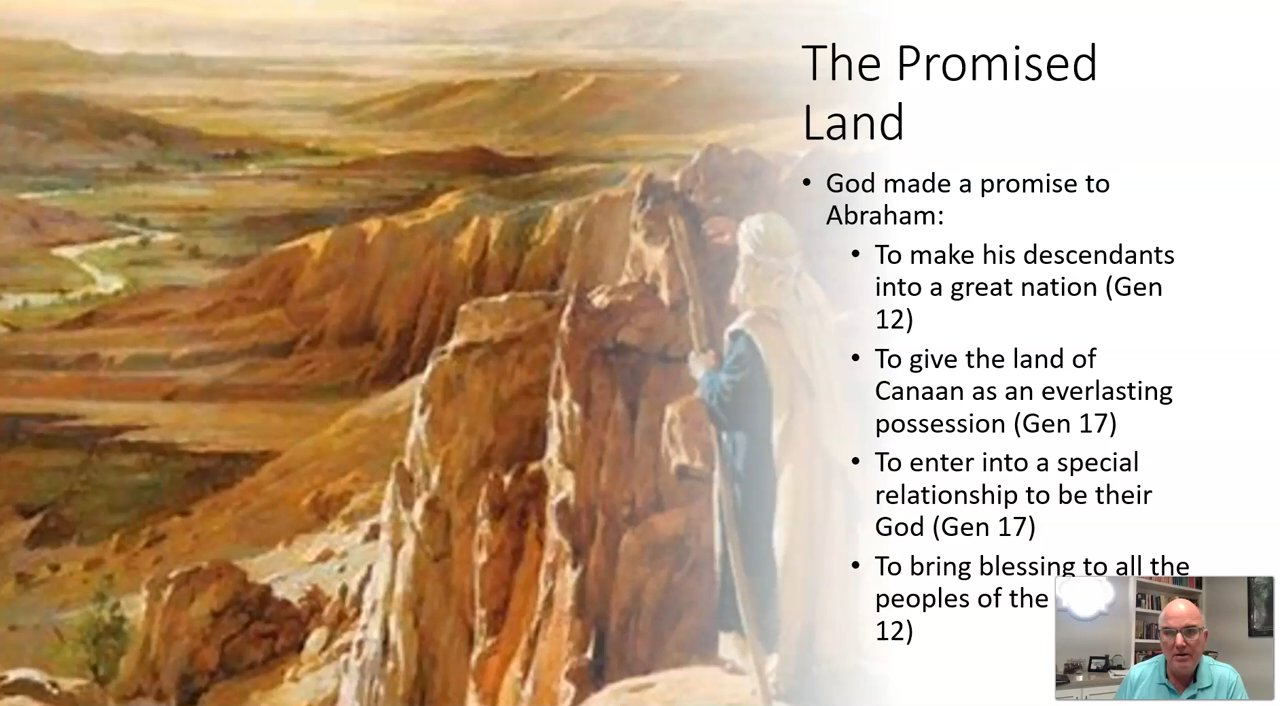 The Promised
Land
• God made a promise to
Abraham:
• To make his descendants
into a great nation (Gen
12)
• To give the land of
Canaan as an everlasting
possession (Gen 17)
• To enter into a special
relationship to be their
God (Gen 17)
• To bring blessing to all the
peoples of the
12)